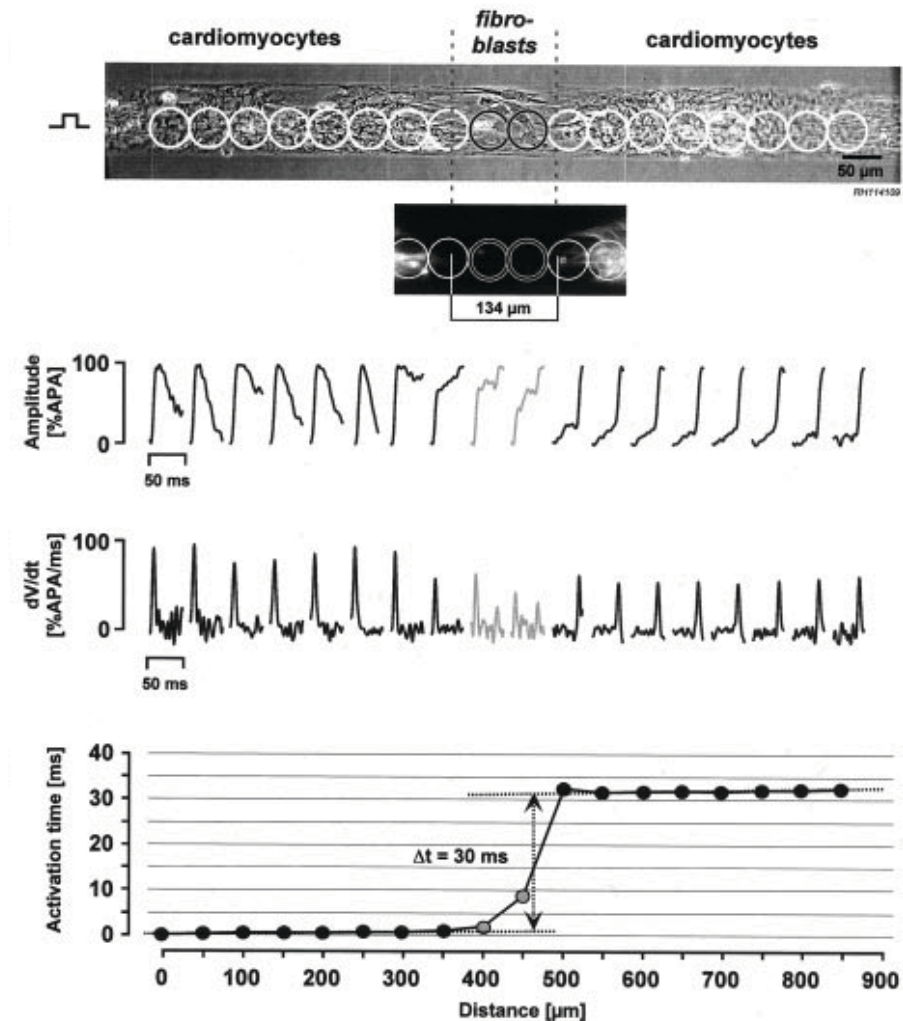 cardiomyocytes
fibro-
blasts
cardiomyocytes
50 µm
134 µm
Amplitude
[%APA]
100
0
50 ms
dV/dt
[%APA/ms]
100
0
50 ms
Activation time [ms]
40
30
20
10
0
Δt = 30 ms
0 100 200 300 400 500 600 700 800 900
Distance [µm]